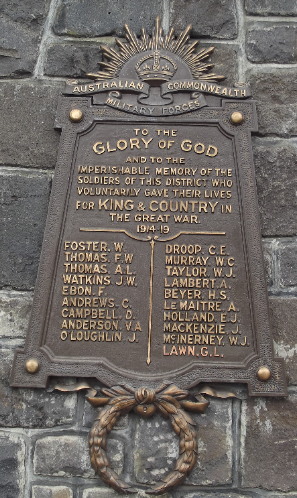 AUSTRALIAN COMMONWEALTH
MILITARY FORCES
TO THE
GLORY OF GOD
AND TO THE
IMPERISHABLE MEMORY OF THE
SOLDIERS OF THIS DISTRICT WHO
VOLUNTARILY GAVE THEIR LIVES
FOR KING & COUNTRY IN
THE GREAT WAR.
1914-19
FOSTER. W.
THOMAS. F.W
THOMAS. A.L.
WATKINS. J.W.
EBON. F.
ANDREWS. C.
CAMPBELL. D.
ANDERSON. V.A
O'LOUGHLIN. J.
DROOP. C.E.
MURRAY. W.C.
TAYLOR. W.J.
LAMBERT. A.
BEYER. H.S.
LE MAITRE. A.
HOLLAND. E.J.
MACKENZIE. J.
McINERNEY. W.J.
LAWN. G.L.